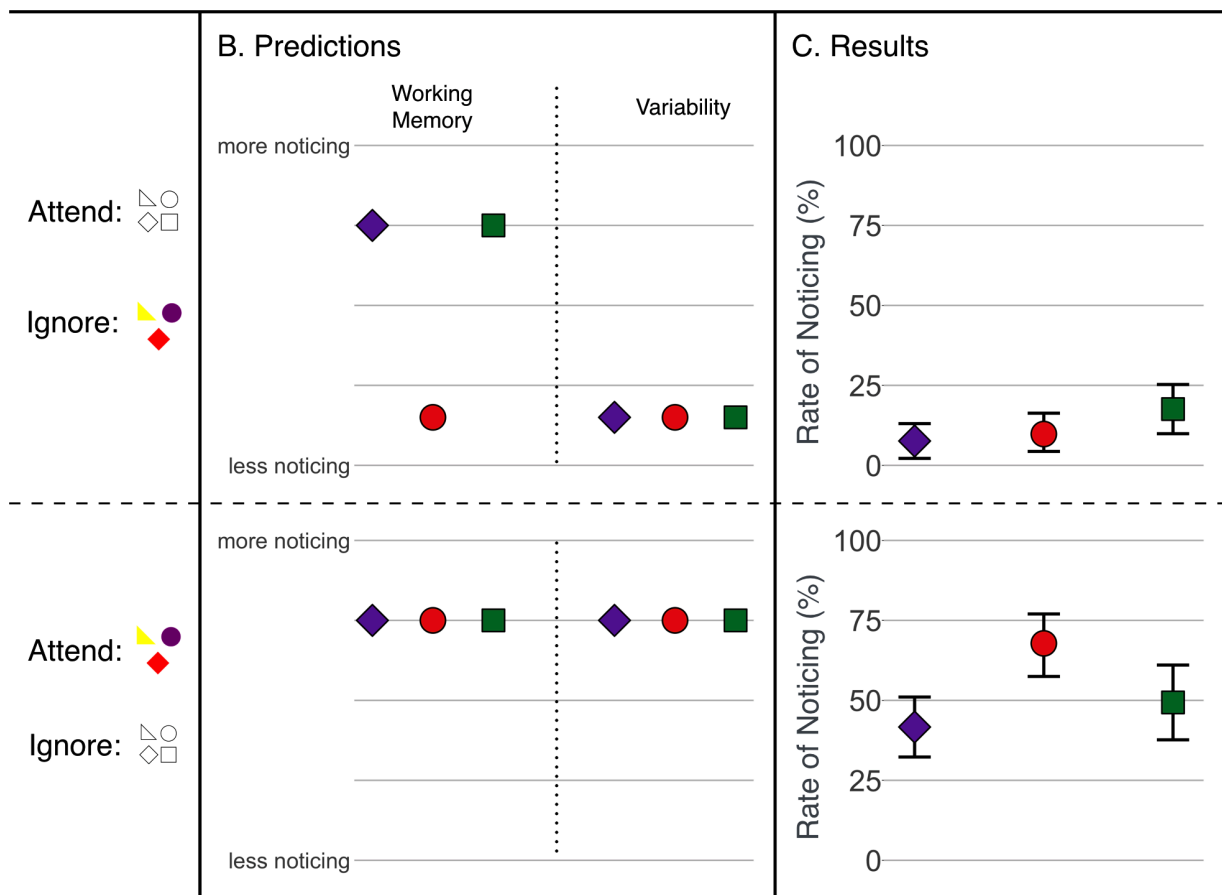 B. Predictions
C. Results
Working
Memory
Variability
more noticing
less noticing
Attend:
Ignore:
Rate of Noticing (%)
100
75
50
25
0
more noticing
less noticing
Attend:
Ignore:
Rate of Noticing (%)
100
75
50
25
0